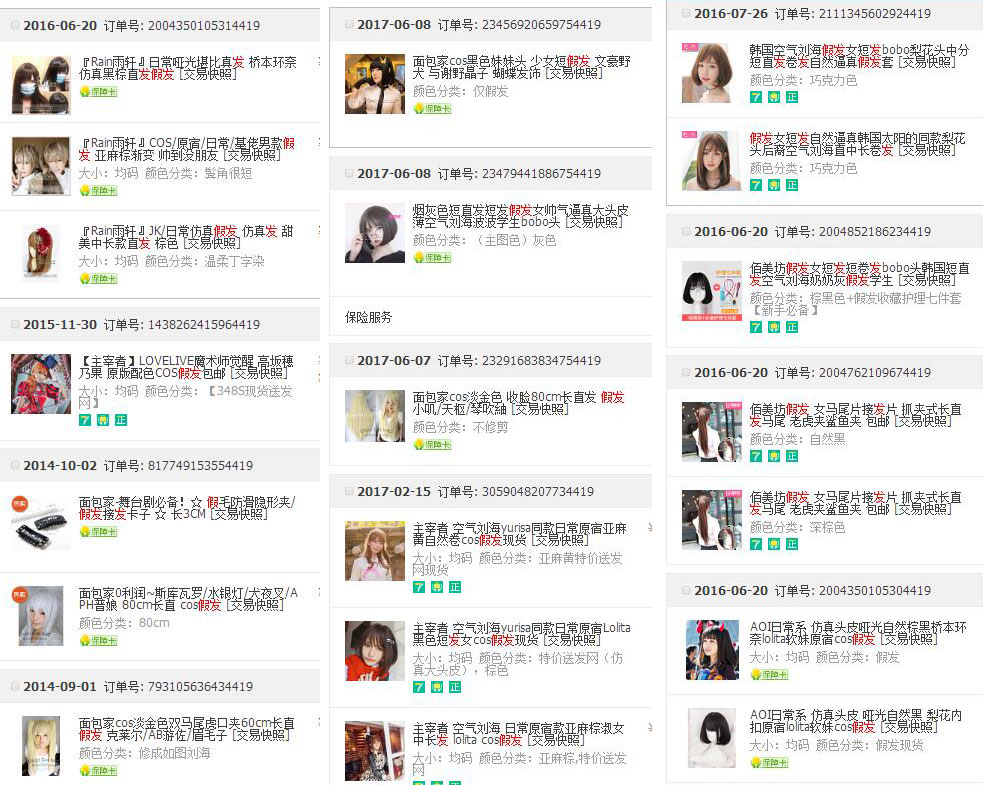 2016-06-20 订单号: 2004350105314419
『Rain雨轩』日常哑光堪比真发 桥本环奈
仿真黑棕直发假发 [交易快照]
保障卡
『Rain雨轩』COS/原宿/日常/基佬男款假
发 亚麻棕渐变 帅到没朋友 [交易快照]
大小：均码 颜色分类：鬓角很短
保障卡
『Rain雨轩』JK/日常仿真假发 仿真发 甜
美中长款直发 棕色 [交易快照]
大小：均码 颜色分类：温柔丁字染
保障卡
2015-11-30 订单号: 1438262415964419
【主宰者】LOVELIVE魔术师觉醒 高坂穗
乃果 原版配色COS假发包邮 [交易快照]
大小：均码 颜色分类：【348S现货送发
网】
7 正
2014-10-02 订单号: 817749153554419
面包家-舞台剧必备！☆ 假毛防滑隐形夹/
假发接发卡子 ☆ 长3CM [交易快照]
保障卡
面包家0利润~斯库瓦罗/水银灯/犬夜叉/A
PH普娘 80cm长直 cos假发 [交易快照]
颜色分类：80cm
保障卡
2014-09-01 订单号: 793105636434419
面包家cos淡金色双马尾虎口夹60cm长直
假发 克莱尔/AB游佐/眉毛子 [交易快照]
颜色分类：修成如图刘海
保障卡
2017-06-08 订单号: 23456920659754419
面包家cos黑色妹妹头 少女短假发 文豪野
犬 与谢野晶子 蝴蝶发饰 [交易快照]
颜色分类：仅假发
保障卡
2017-06-08 订单号: 23479441886754419
烟灰色短直发短发假发女帅气逼真大头皮
薄空气刘海波波学生bobo头 [交易快照]
颜色分类：（主图色）灰色
保障卡
保险服务
2017-06-07 订单号: 23291683834754419
面包家cos淡金色 收脸80cm长直发 假发
小叽/天枢/琴吹紬 [交易快照]
颜色分类：不修剪
保障卡
2017-02-15 订单号: 3059048207734419
主宰者 空气刘海yurisa同款日常原宿亚麻
黄自然卷cos假发现货 [交易快照]
大小：均码 颜色分类：亚麻黄特价送发
网现货
7 正
主宰者 空气刘海yurisa同款日常原宿Lolita
黑色短发女cos假发现货 [交易快照]
大小：均码 颜色分类：特价送发网（仿
真大头皮），棕色
7 正
主宰者 空气刘海 日常原宿款亚麻棕淑女
中长发 lolita cos假发 [交易快照]
大小：均码 颜色分类：亚麻棕,特价送发
网
2016-07-26 订单号: 2111345602924419
韩国空气刘海假发女短发bobo梨花头中分
短直发卷发自然逼真假发套 [交易快照]
颜色分类：巧克力色
7 正
假发女短发自然逼真韩国太阳的同款梨花
头后裔空气刘海直中长卷发 [交易快照]
颜色分类：巧克力色
7 正
2016-06-20 订单号: 2004852186234419
佰美坊假发女短发短卷发bobo头韩国短直
发空气刘海奶奶灰假发学生 [交易快照]
颜色分类：棕黑色+假发收藏护理七件套
【新手必备】
7 正
2016-06-20 订单号: 2004762109674419
佰美坊假发 女马尾片接发片 抓夹式长直
发马尾 老虎夹鲨鱼夹 包邮 [交易快照]
颜色分类：自然黑
7 正
佰美坊假发 女马尾片接发片 抓夹式长直
发马尾 老虎夹鲨鱼夹 包邮 [交易快照]
颜色分类：深棕色
7 正
2016-06-20 订单号: 2004350105304419
AOI日常系 仿真头皮哑光自然棕黑桥本环
奈lolita软妹原宿cos假发 [交易快照]
大小：均码 颜色分类：假发
保障卡
AOI日常系 仿真头皮 哑光自然黑 梨花内
扣原宿lolita软妹cos假发 [交易快照]
大小：均码 颜色分类：假发现货
保障卡